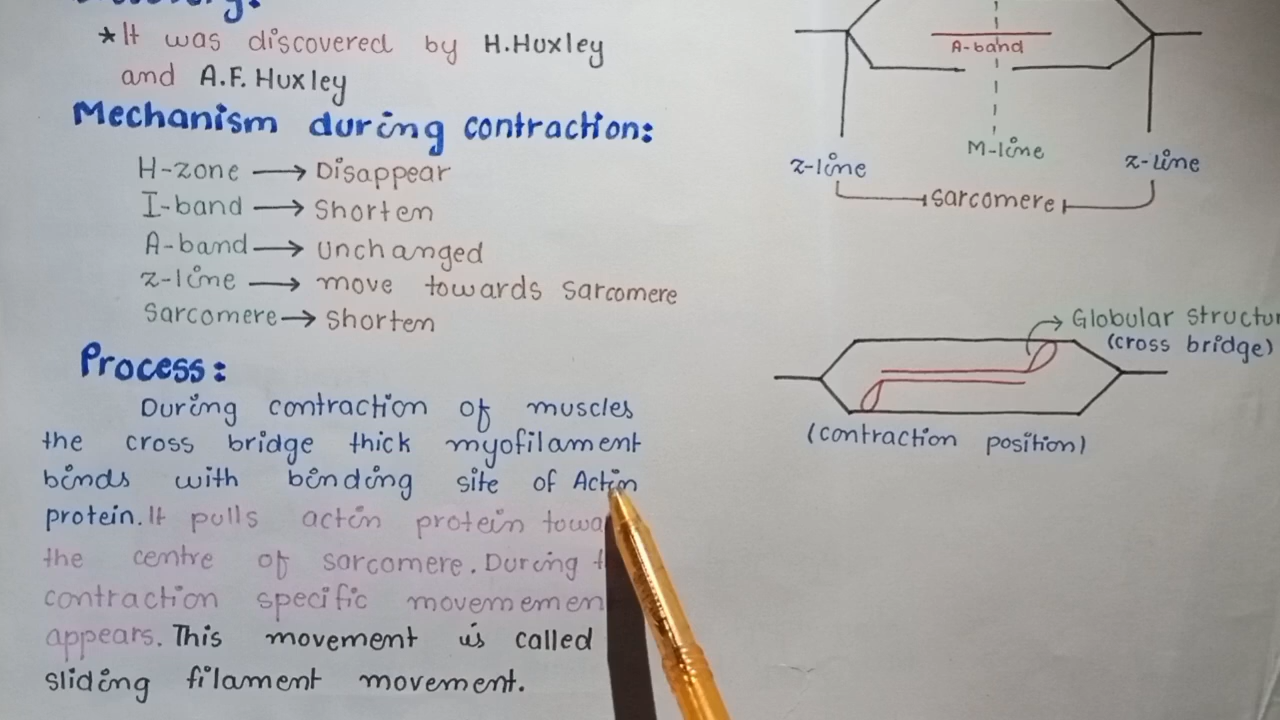 *It was discovered by H.Huxley
and A.F. Huxley
Mechanism during contraction:
H-zone → Disappear
I-band → Shorten
A-band → unchanged
z-line → move towards sarcomere
Sarcomere → Shorten
Process:
During contraction of muscles
the cross bridge thick myofilament
binds with binding site of Actin
protein. It pulls actin protein
the centre of sarcomere. During
contraction specific
appears. This movement is called
sliding filament movement.
A-band
M-line
z-line
z-line
sarcomere
Globular
(cross bridge)
(contraction position)